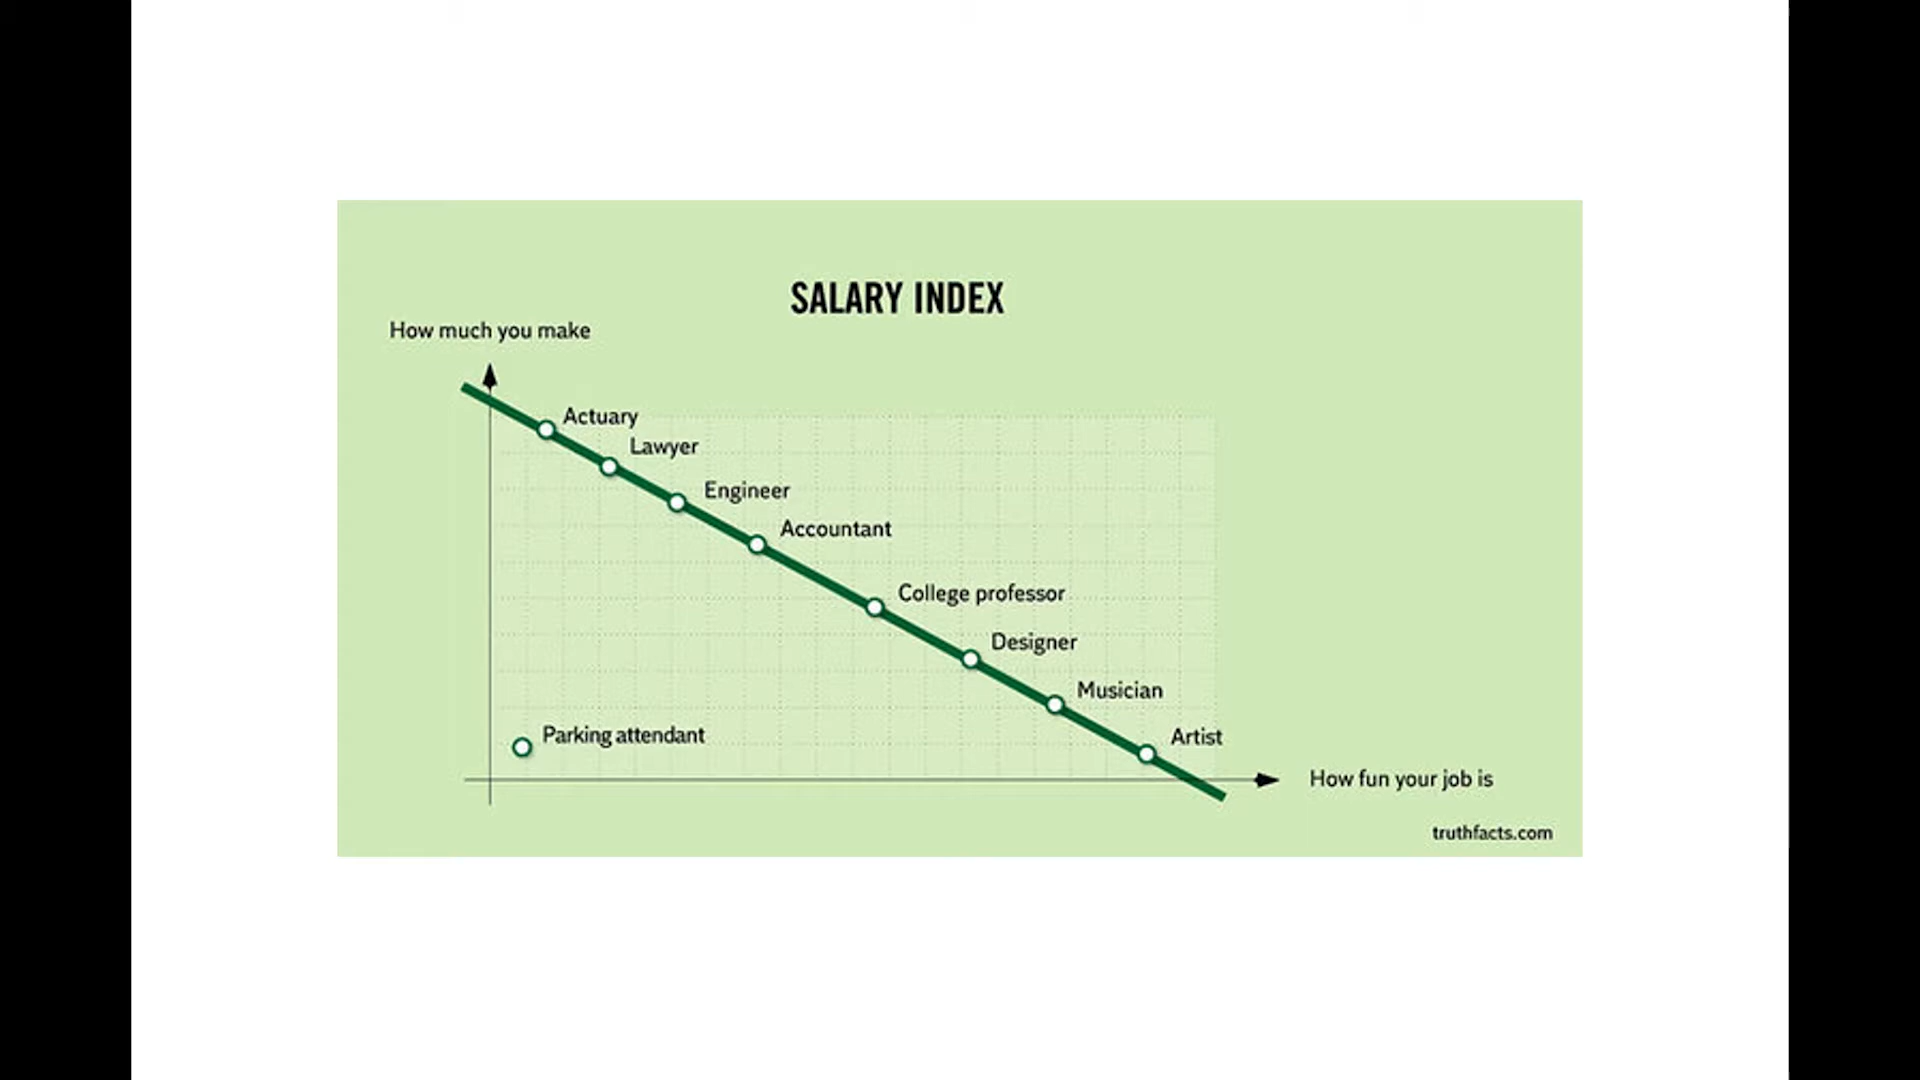 SALARY INDEX
How much you make
Actuary
Lawyer
Engineer
Accountant
College professor
Designer
Musician
Parking attendant
Artist
How fun your job is
truthfacts.com